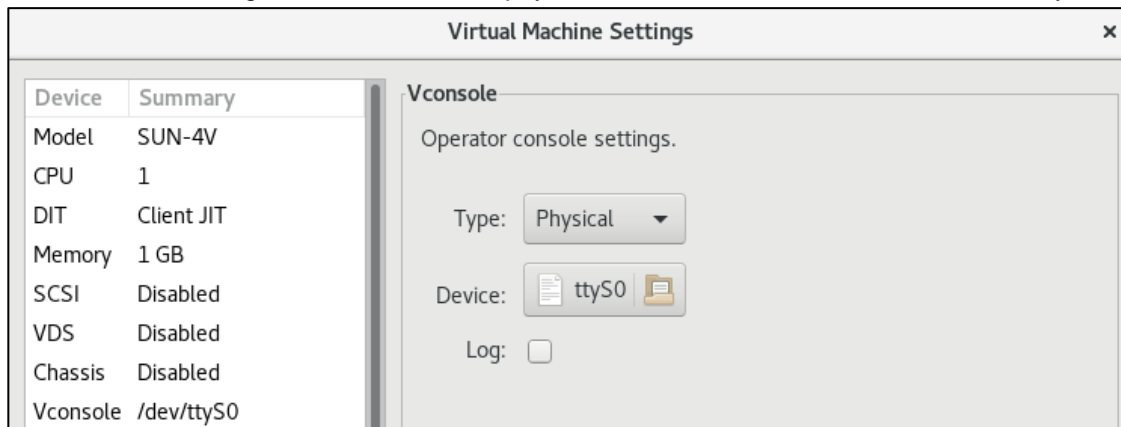 Virtual Machine Settings ×
Device Summary
Model SUN-4V
CPU 1
DIT Client JIT
Memory 1 GB
SCSI Disabled
VDS Disabled
Chassis Disabled
Vconsole /dev/ttyS0
Vconsole
Operator console settings.
Type: Physical
Device: ttyS0
Log: